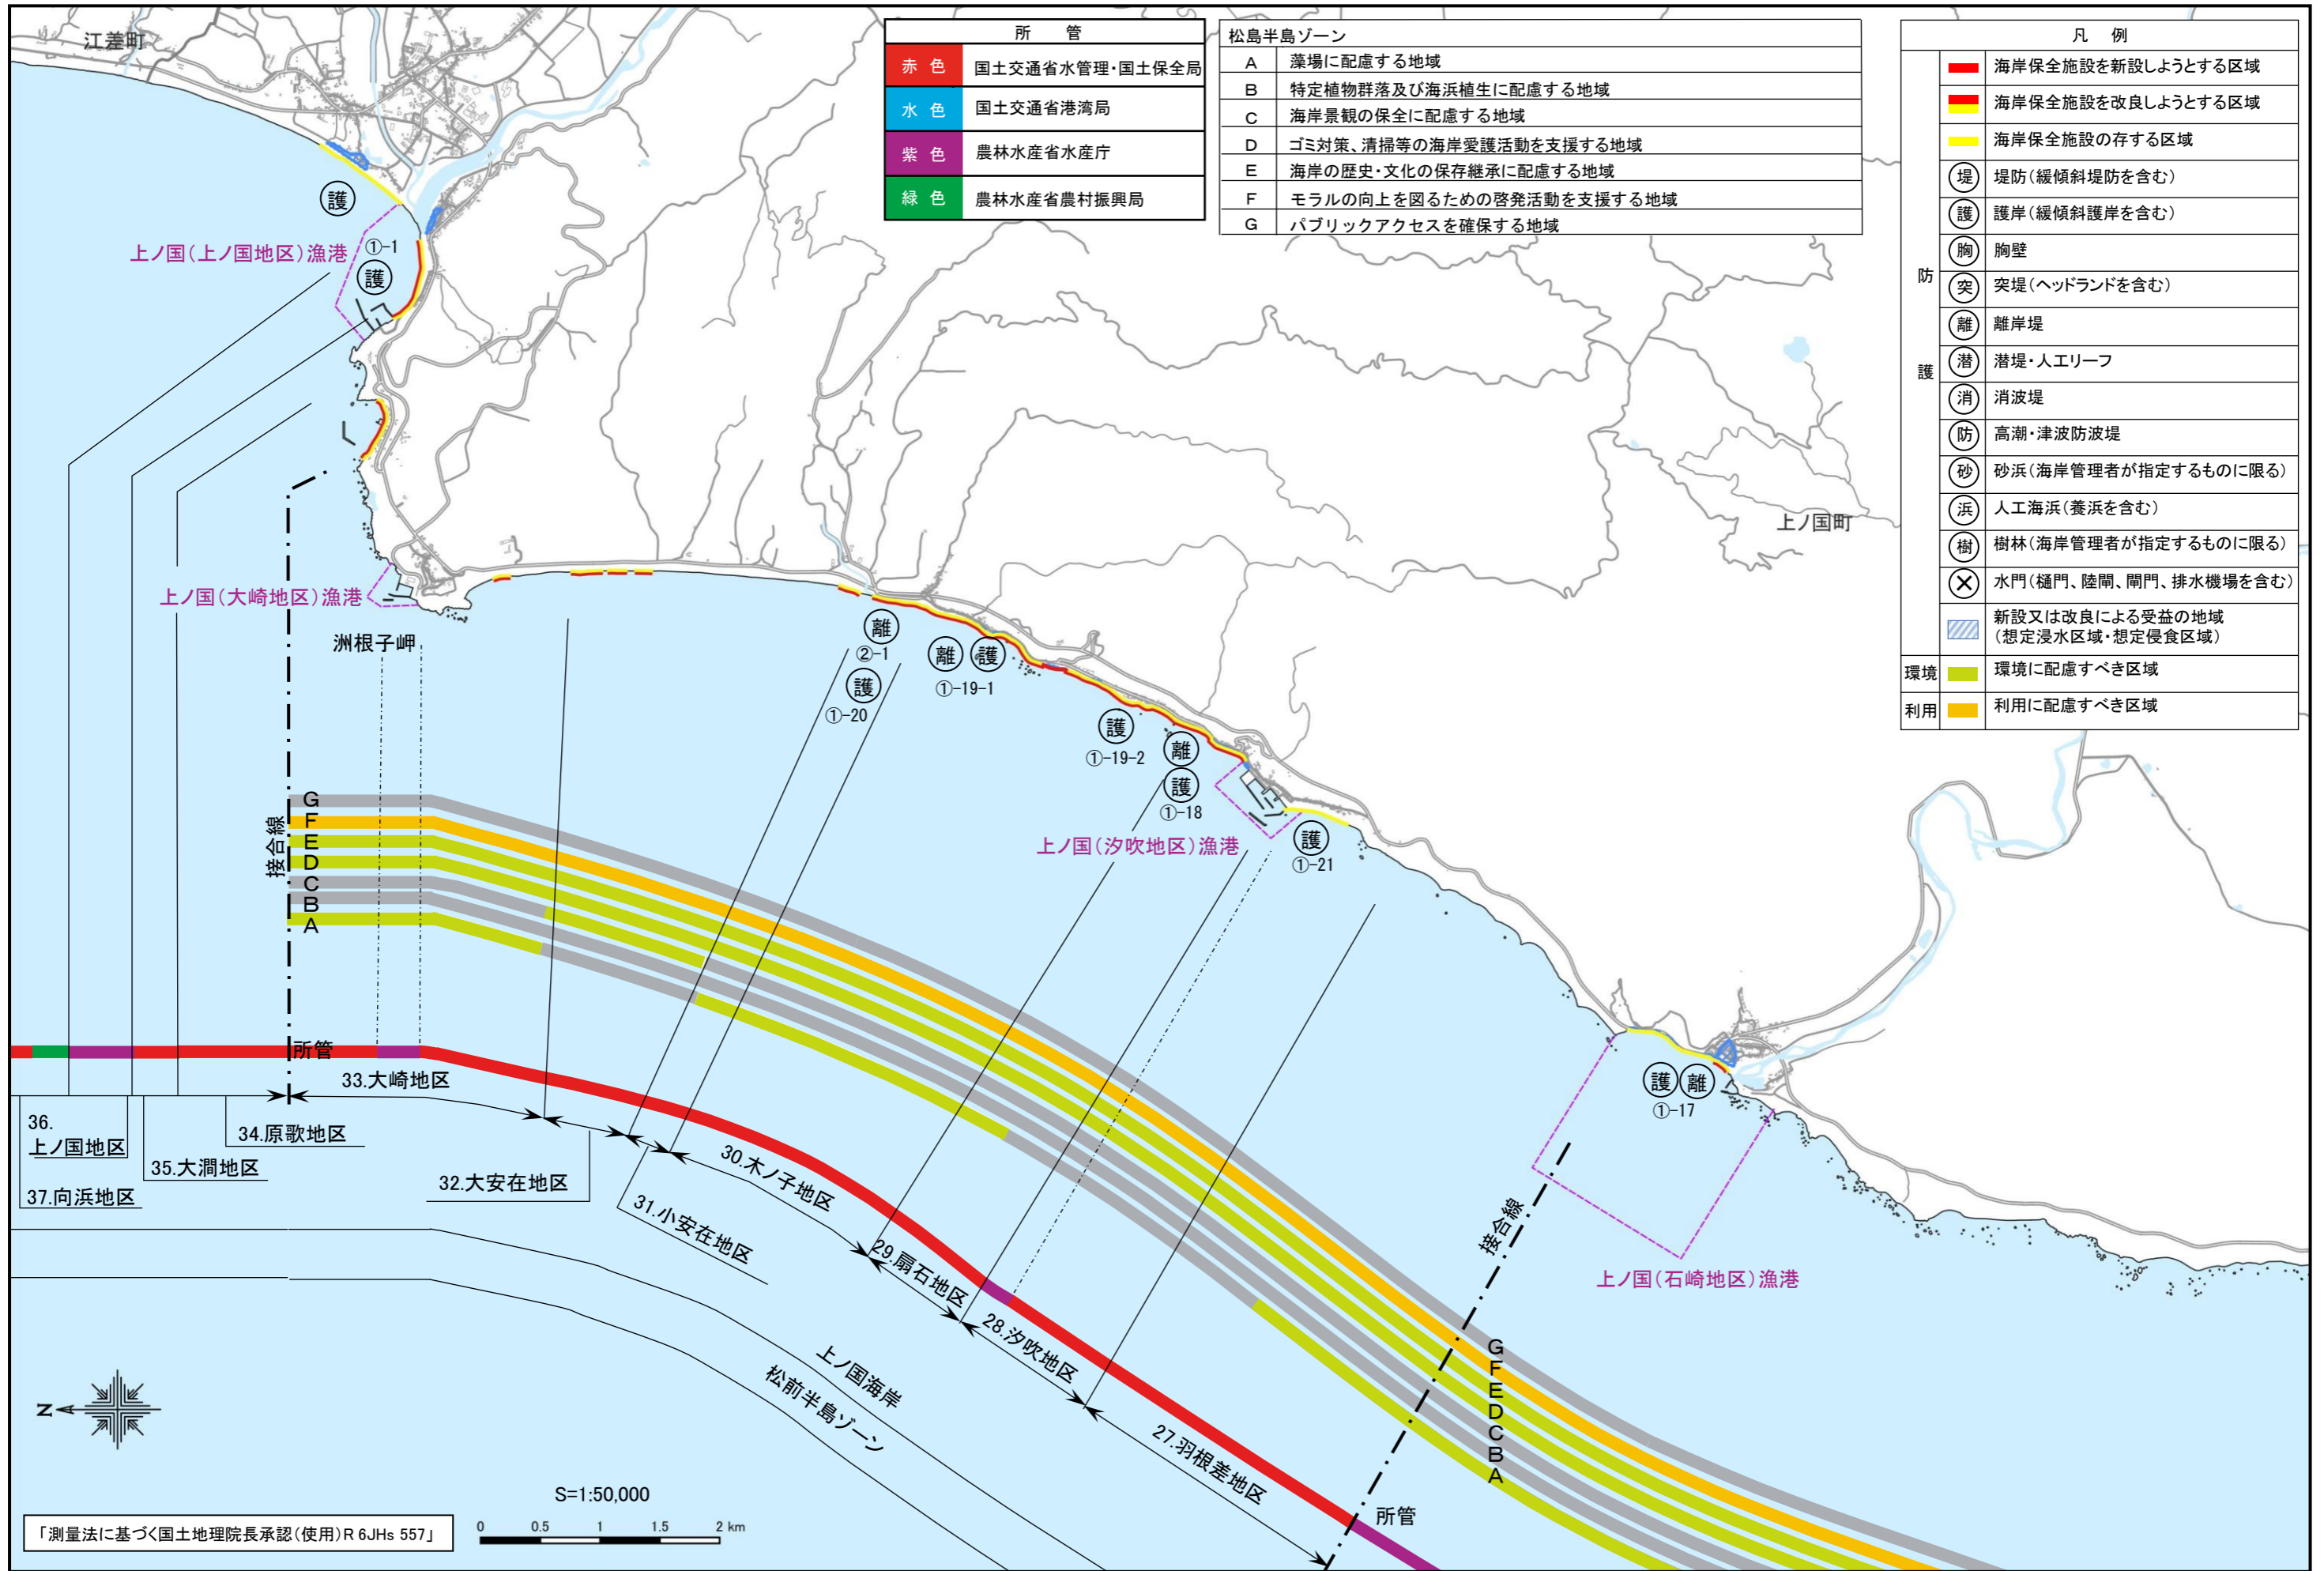 江差町
所　管
赤 色 国土交通省水管理・国土保全局
水 色 国土交通省港湾局
紫 色 農林水産省水産庁
緑 色 農林水産省農村振興局
松島半島ゾーン
A 藻場に配慮する地域
B 特定植物群落及び海浜植生に配慮する地域
C 海岸景観の保全に配慮する地域
D ゴミ対策、清掃等の海岸愛護活動を支援する地域
E 海岸の歴史・文化の保存継承に配慮する地域
F モラルの向上を図るための啓発活動を支援する地域
G パブリックアクセスを確保する地域
凡　例
防護
海岸保全施設を新設しようとする区域
海岸保全施設を改良しようとする区域
海岸保全施設の存する区域
堤 堤防(緩傾斜堤防を含む)
護 護岸(緩傾斜護岸を含む)
胸 胸壁
突 突堤(ヘッドランドを含む)
離 離岸堤
潜 潜堤・人工リーフ
消 消波堤
防 高潮・津波防波堤
砂 砂浜(海岸管理者が指定するものに限る)
浜 人工海浜(養浜を含む)
樹 樹林(海岸管理者が指定するものに限る)
水門(樋門、陸閘、閘門、排水機場を含む)
新設又は改良による受益の地域
(想定浸水区域・想定侵食区域)
環境 環境に配慮すべき区域
利用 利用に配慮すべき区域
護
上ノ国(上ノ国地区)漁港
①-1
護
上ノ国町
上ノ国(大崎地区)漁港
洲根子岬
離
②-1
護
①-20
離 護
①-19-1
護
①-19-2
離
護
①-18
上ノ国(汐吹地区)漁港
護
①-21
接合線
G
F
E
D
C
B
A
所管
護 離
①-17
上ノ国(石崎地区)漁港
接合線
G
F
E
D
C
B
A
所管
33.大崎地区
36.
上ノ国地区
34.原歌地区
35.大澗地区
37.向浜地区
32.大安在地区
31.小安在地区
30.木ノ子地区
29.扇石地区
28.汐吹地区
27.羽根差地区
上ノ国海岸
松前半島ゾーン
N
S=1:50,000
0 0.5 1 1.5 2 km
「測量法に基づく国土地理院長承認(使用)R 6JHs 557」